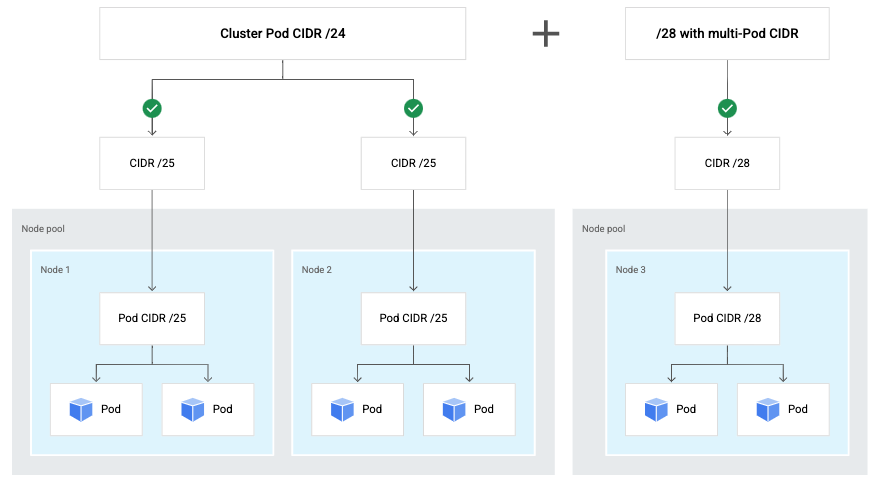 Cluster Pod CIDR /24
/28 with multi-Pod CIDR
CIDR /25
CIDR /25
CIDR /28
Node pool
Node pool
Node 1
Node 2
Node 3
Pod CIDR /25
Pod CIDR /25
Pod CIDR /28
Pod
Pod
Pod
Pod
Pod
Pod